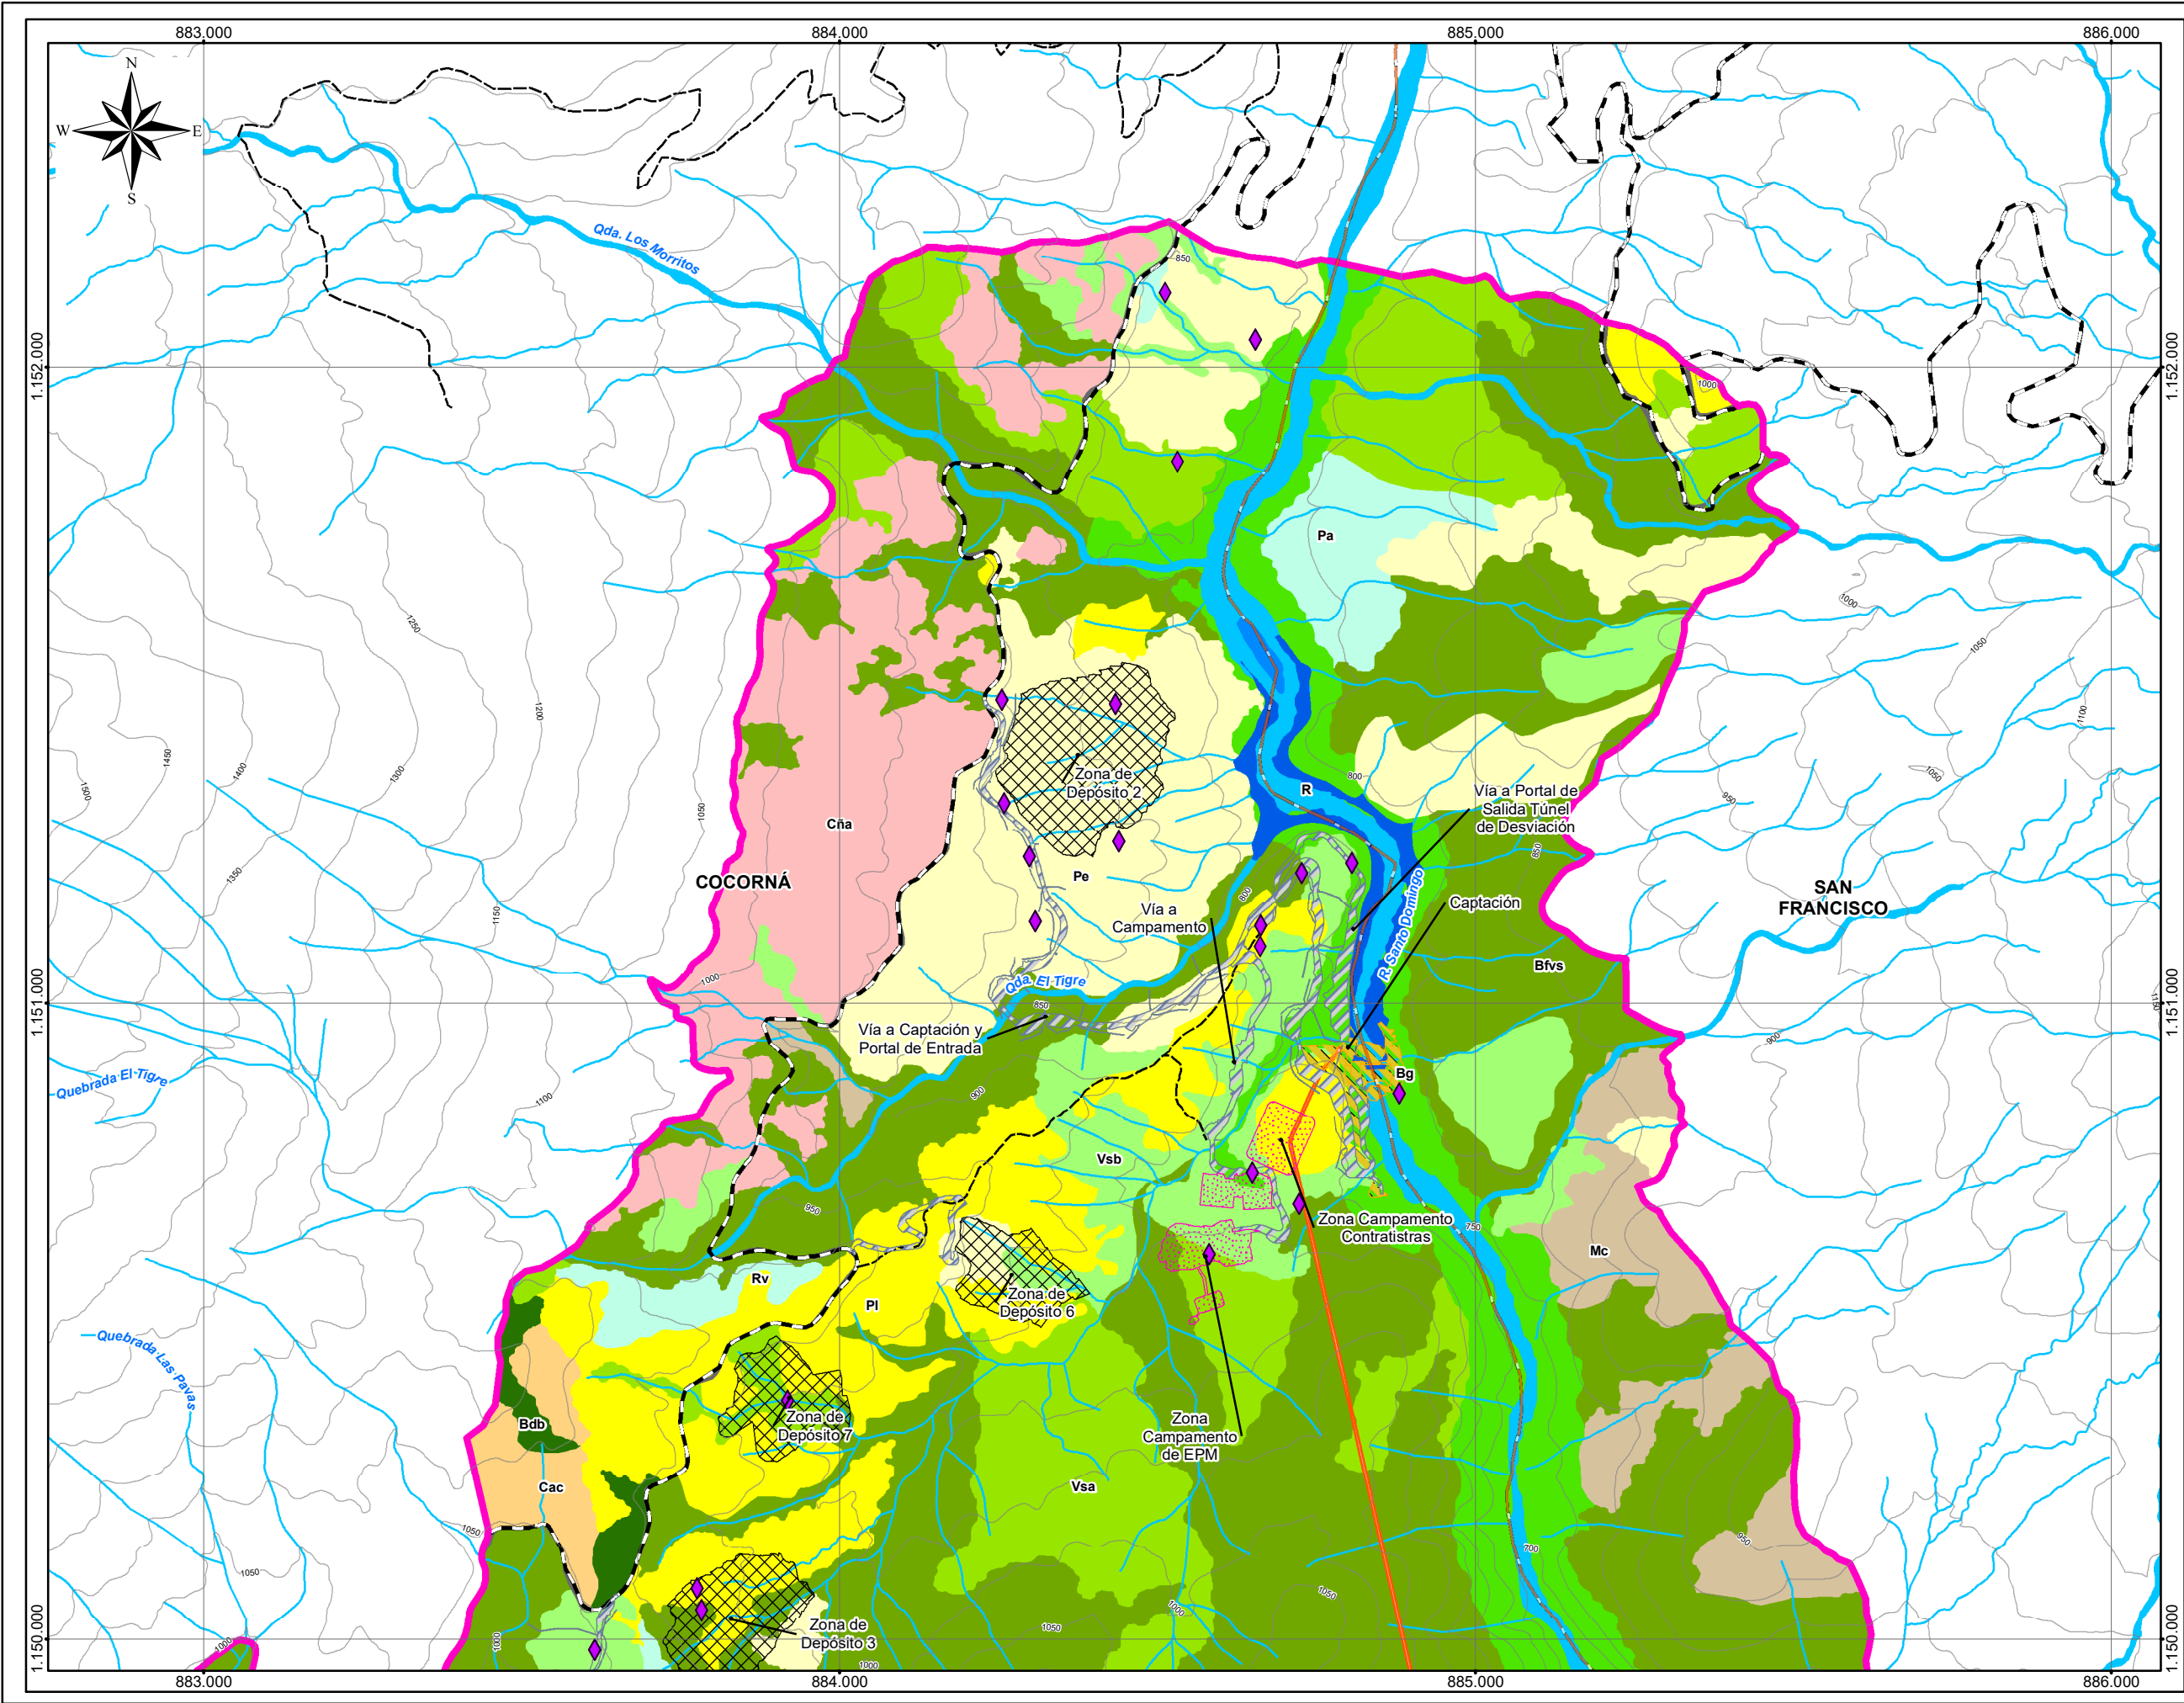 883.000
884.000
885.000
886.000
N
W
E
S
Qda. Los Morritos
850
1.152.000
1.152.000
1000
Pa
1000
1250
1050
1200
1100
1450
1400
1300
1500
1050
Zona de
Depósito 2
800
R
Vía a Portal de
Salida Túnel
de Desviación
1050
950
Cña
850
1350
COCORNÁ
Pe
SAN
FRANCISCO
1150
800
Vía a
Campamento
Captación
R. Santo Domingo
Bfvs
1000
Qda. El Tigre
850
1.151.000
1.151.000
1150
Vía a Captación y
Portal de Entrada
900
Quebrada El Tigre
Bg
900
1100
Vsb
950
Zona Campamento
Contratistas
750
Mc
Rv
Pl
Zona de
Depósito 6
Quebrada Las Pavas
Bdb
Zona de
Depósito 7
Zona
Campamento
de EPM
Cac
Vsa
1050
950
700
1050
1050
1000
Zona de
Depósito 3
1050
1000
1000
1000
1.150.000
1.150.000
883.000
884.000
885.000
886.000